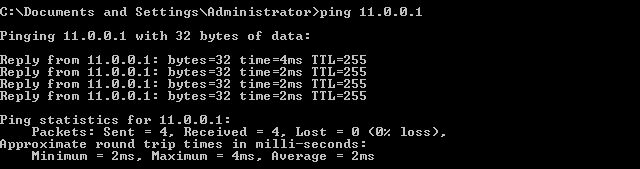 C:\Documents and Settings\Administrator>ping 11.0.0.1
Pinging 11.0.0.1 with 32 bytes of data:
Reply from 11.0.0.1: bytes=32 time=4ms TTL=255
Reply from 11.0.0.1: bytes=32 time=2ms TTL=255
Reply from 11.0.0.1: bytes=32 time=2ms TTL=255
Reply from 11.0.0.1: bytes=32 time=2ms TTL=255
Ping statistics for 11.0.0.1:
    Packets: Sent = 4, Received = 4, Lost = 0 (0% loss),
Approximate round trip times in milli-seconds:
    Minimum = 2ms, Maximum = 4ms, Average = 2ms